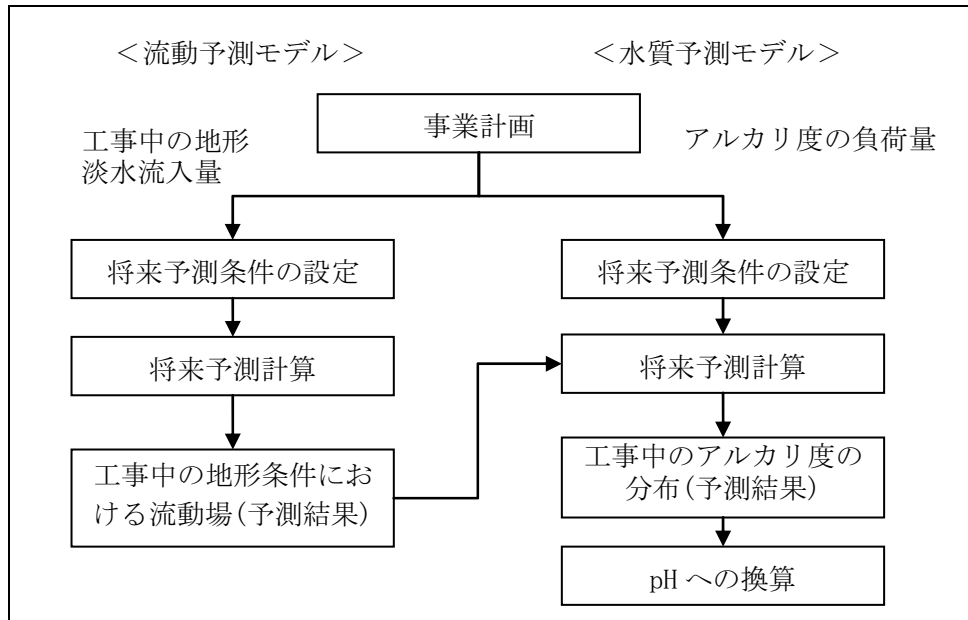 ＜流動予測モデル＞
＜水質予測モデル＞
事業計画
工事中の地形
淡水流入量
アルカリ度の負荷量
将来予測条件の設定
将来予測条件の設定
将来予測計算
将来予測計算
工事中の地形条件にお
ける流動場(予測結果)
工事中のアルカリ度の
分布(予測結果)
pH への換算